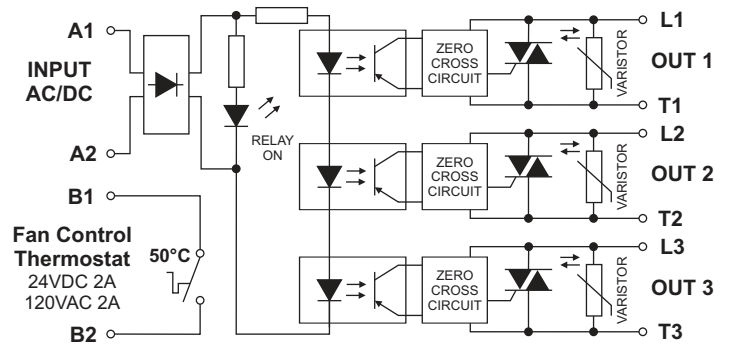 A1
INPUT
AC/DC
A2
RELAY
ON
B1
Fan Control
Thermostat
24VDC 2A
120VAC 2A
50°C
B2
ZERO
CROSS
CIRCUIT
VARISTOR
L1
OUT 1
T1
ZERO
CROSS
CIRCUIT
VARISTOR
L2
OUT 2
T2
ZERO
CROSS
CIRCUIT
VARISTOR
L3
OUT 3
T3